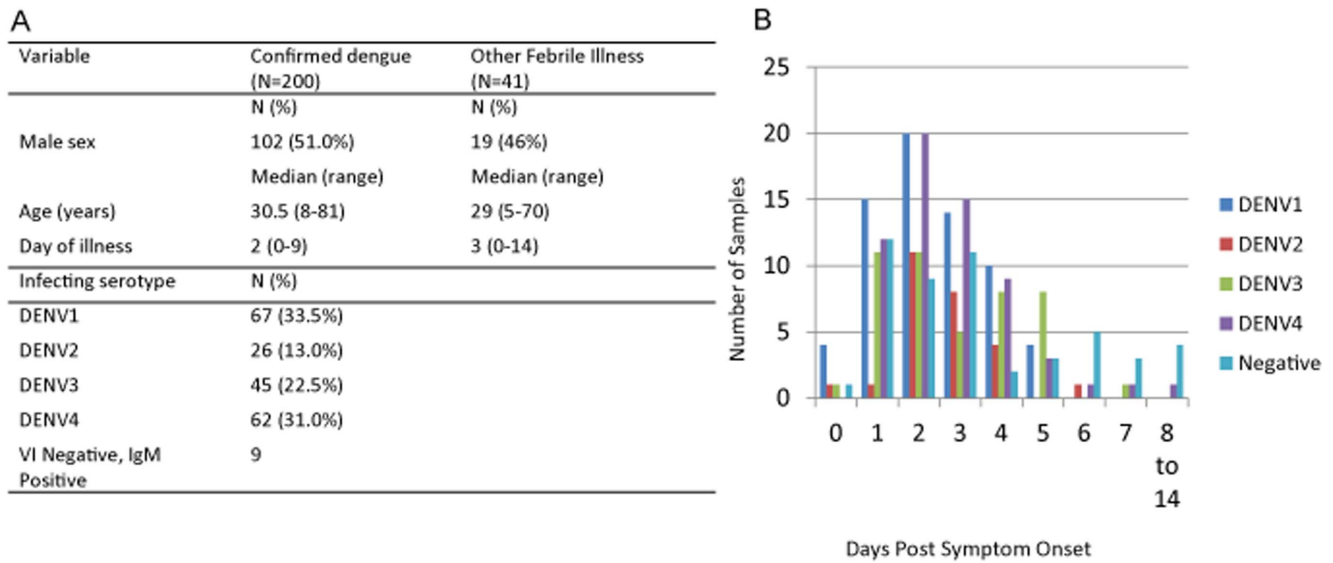 A
Variable Confirmed dengue Other Febrile Illness
(N=200) (N=41)
N (%) N (%)
Male sex 102 (51.0%) 19 (46%)
Median (range) Median (range)
Age (years) 30.5 (8-81) 29 (5-70)
Day of illness 2 (0-9) 3 (0-14)
Infecting serotype N (%)
DENV1 67 (33.5%)
DENV2 26 (13.0%)
DENV3 45 (22.5%)
DENV4 62 (31.0%)
VI Negative, IgM 9
Positive
B
Number of Samples
25
20
15
10
5
0
0 1 2 3 4 5 6 7 8
to
14
Days Post Symptom Onset
DENV1
DENV2
DENV3
DENV4
Negative